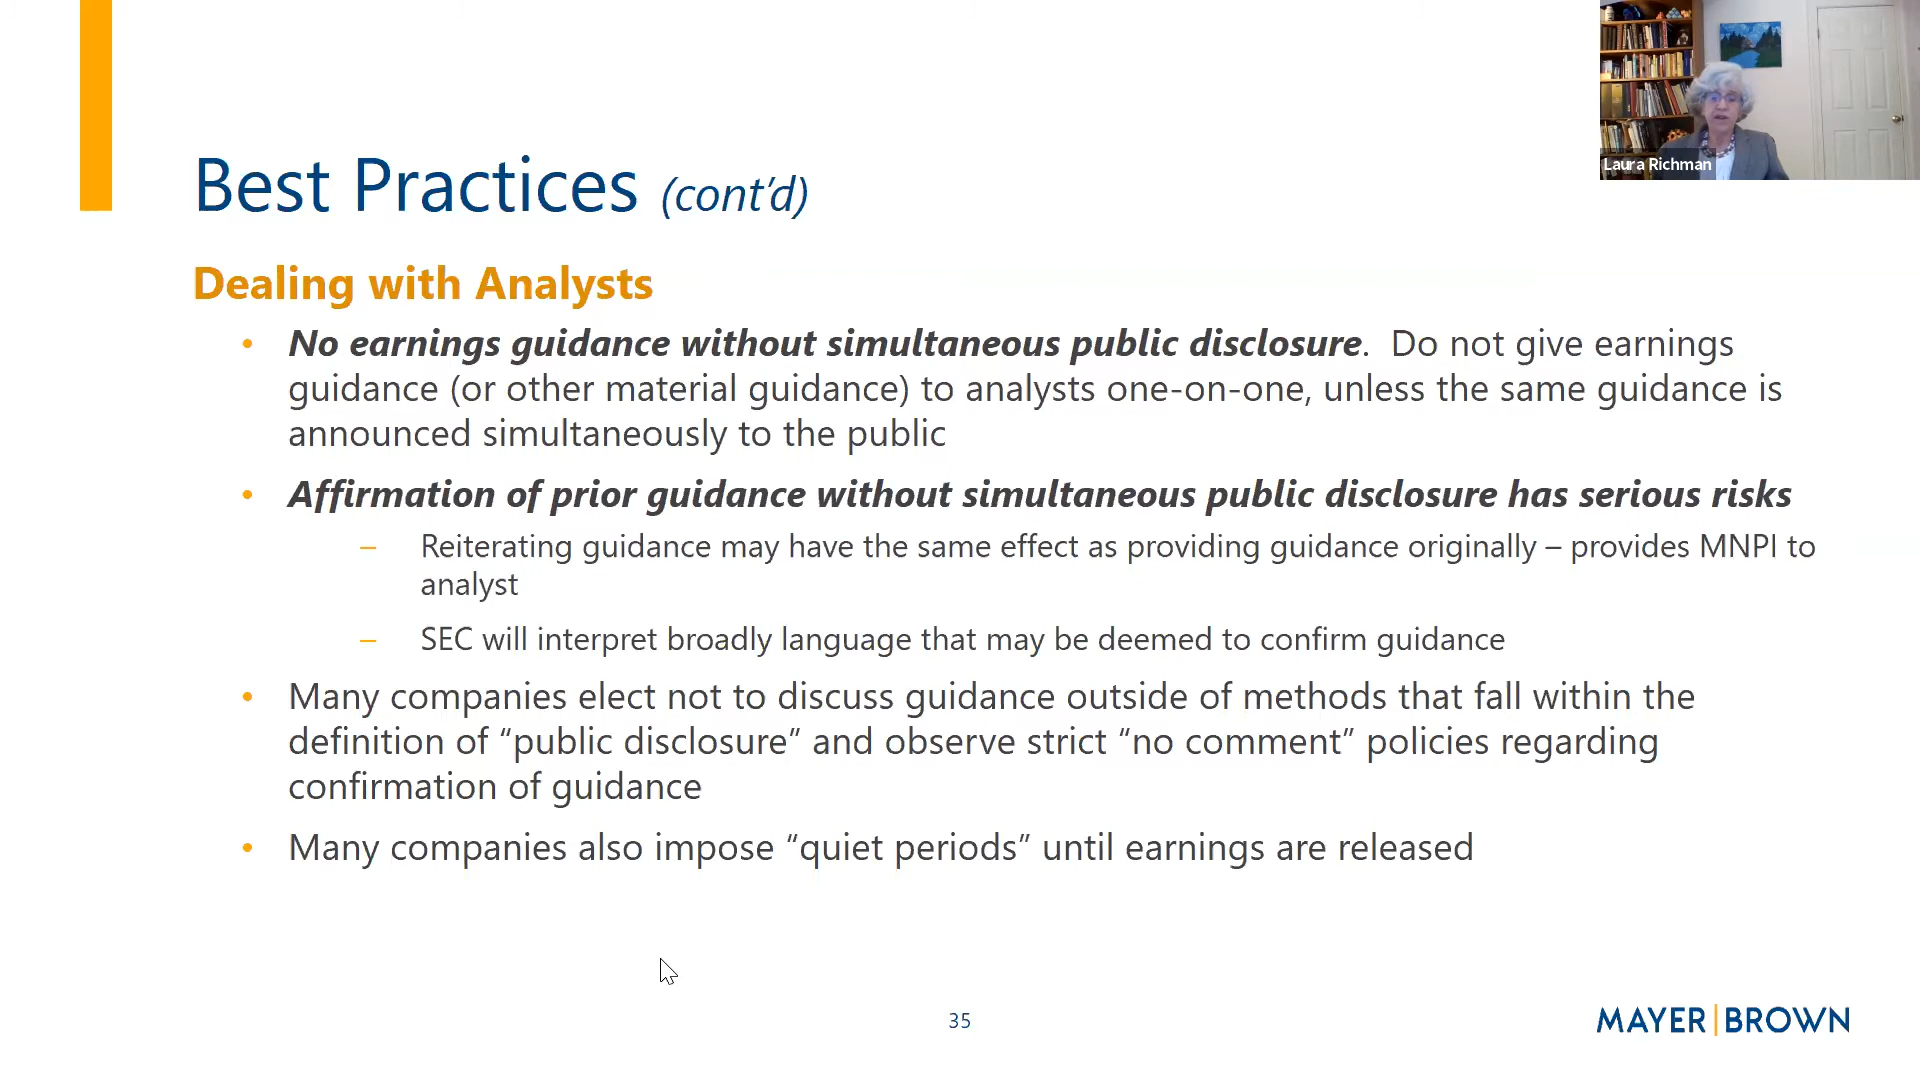 Laura Richman
Best Practices (cont’d)
Dealing with Analysts
• No earnings guidance without simultaneous public disclosure. Do not give earnings
guidance (or other material guidance) to analysts one-on-one, unless the same guidance is
announced simultaneously to the public
• Affirmation of prior guidance without simultaneous public disclosure has serious risks
– Reiterating guidance may have the same effect as providing guidance originally – provides MNPI to
analyst
– SEC will interpret broadly language that may be deemed to confirm guidance
• Many companies elect not to discuss guidance outside of methods that fall within the
definition of “public disclosure” and observe strict “no comment” policies regarding
confirmation of guidance
• Many companies also impose “quiet periods” until earnings are released
35
MAYER|BROWN